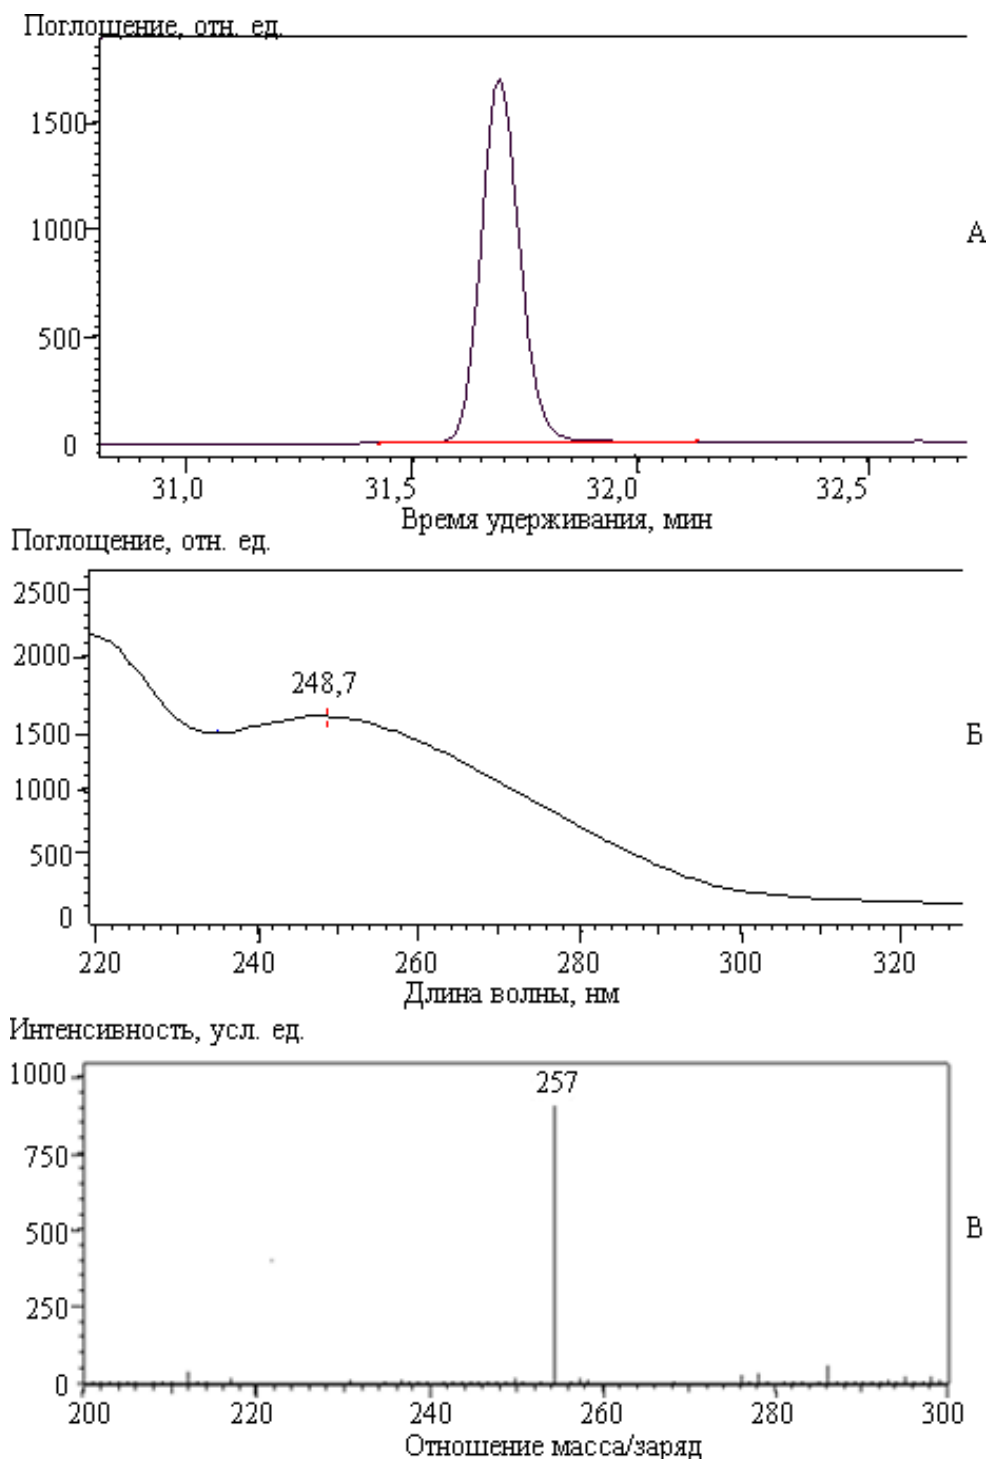 Поглощение, отн. ед.
1500
1000
А
500
0
31,0 31,5 32,0 32,5
Время удерживания, мин
Поглощение, отн. ед.
2500
2000
248,7
1500
Б
1000
500
0
220 240 260 280 300 320
Длина волны, нм
Интенсивность, усл. ед.
1000
257
750
500
В
250
0
200 220 240 260 280 300
Отношение масса/заряд